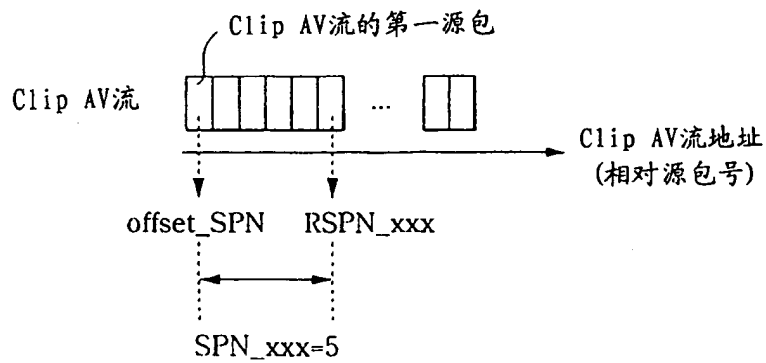 Clip AV流的第一源包
Clip AV流
...
Clip AV流地址
(相对源包号)
offset_SPN RSPN_xxx
SPN_xxx=5